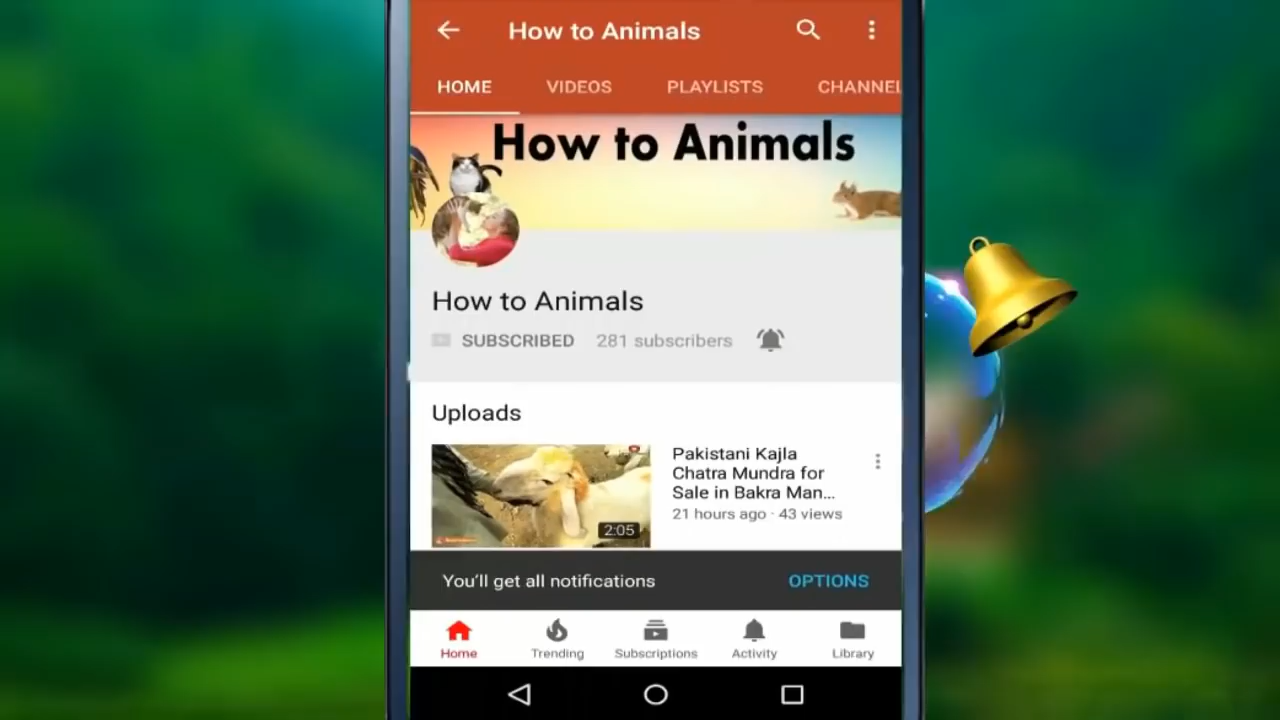 How to Animals
HOME VIDEOS PLAYLISTS CHANNEL
How to Animals
How to Animals
SUBSCRIBED 281 subscribers
Uploads
Pakistani Kajla
Chatra Mundra for
Sale in Bakra Man...
21 hours ago · 43 views
2:05
You'll get all notifications OPTIONS
Home Trending Subscriptions Activity Library